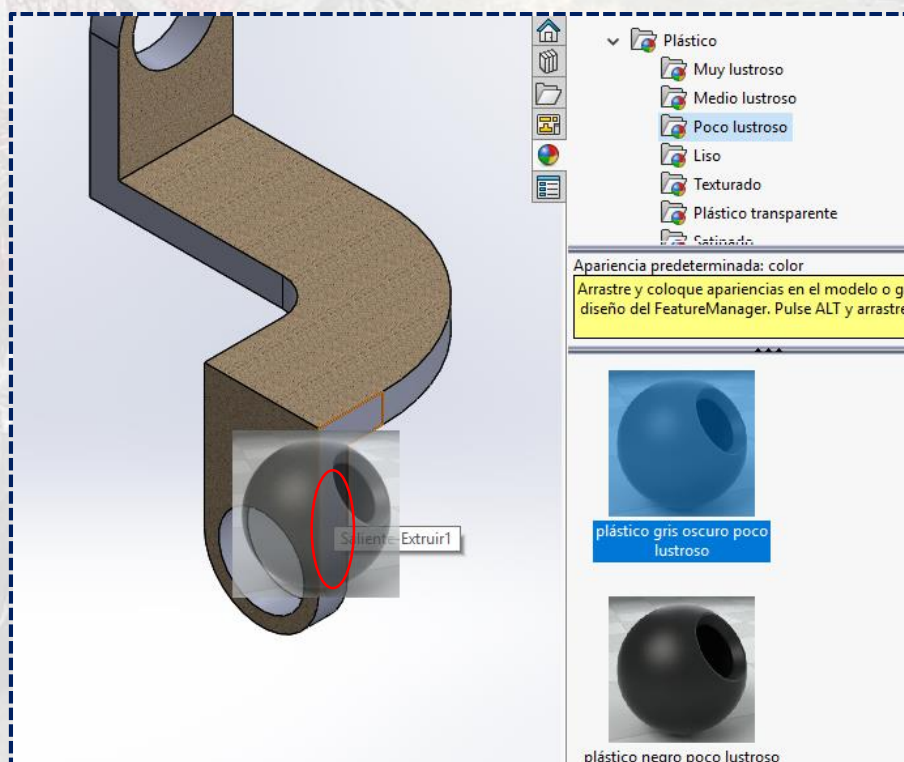 Plástico
Muy lustroso
Medio lustroso
Poco lustroso
Liso
Texturado
Plástico transparente
Satinado
Apariencia predeterminada: color
Arrastre y coloque apariencias en el modelo o g
diseño del FeatureManager. Pulse ALT y arrastre
plástico gris oscuro poco
lustroso
Saliente-Extruir1
plástico negro poco lustroso